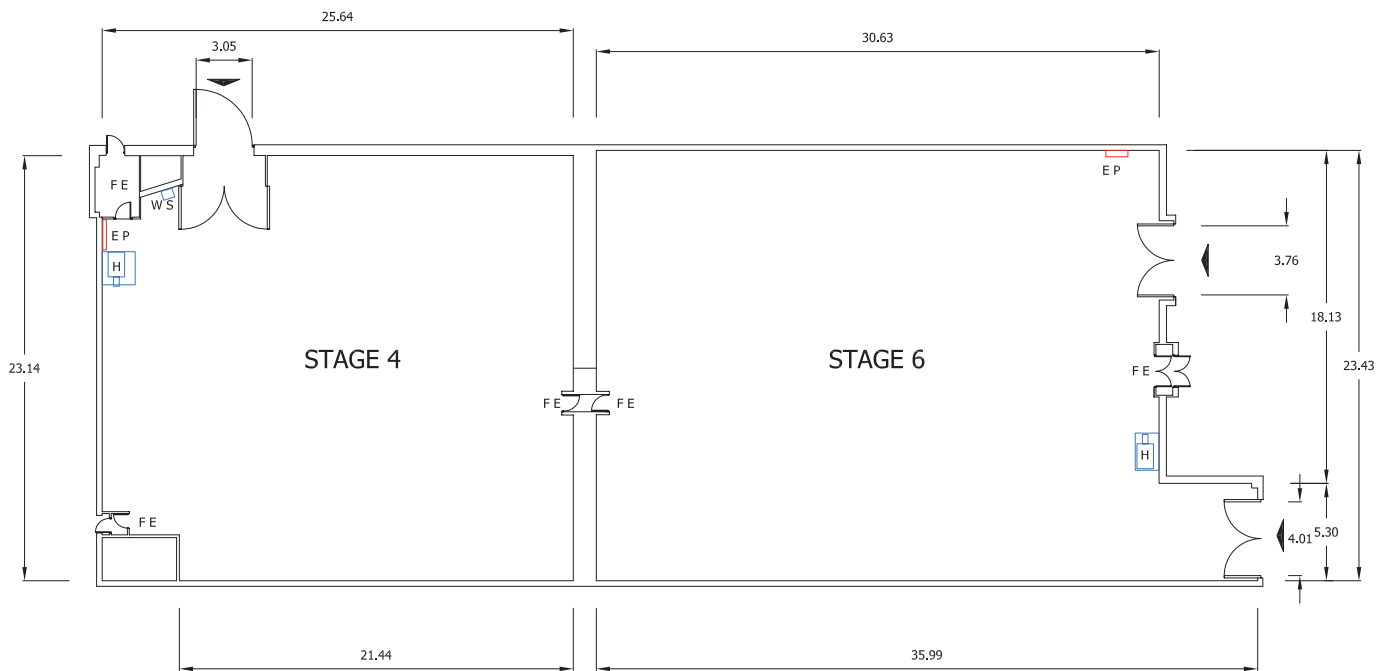 25.64
30.63
3.05
F E
W S
E P
E P
H
3.76
18.13
STAGE 4
STAGE 6
23.14
23.43
F E
F E
F E
H
F E
4.01
5.30
21.44
35.99